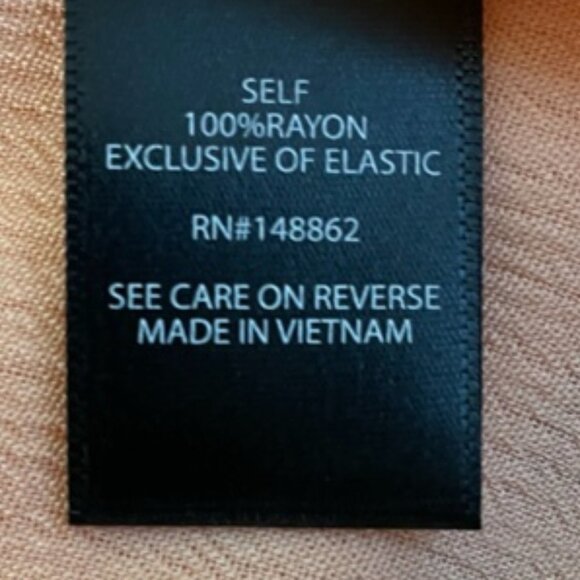 SELF
100%RAYON
EXCLUSIVE OF ELASTIC
RN#148862
SEE CARE ON REVERSE
MADE IN VIETNAM